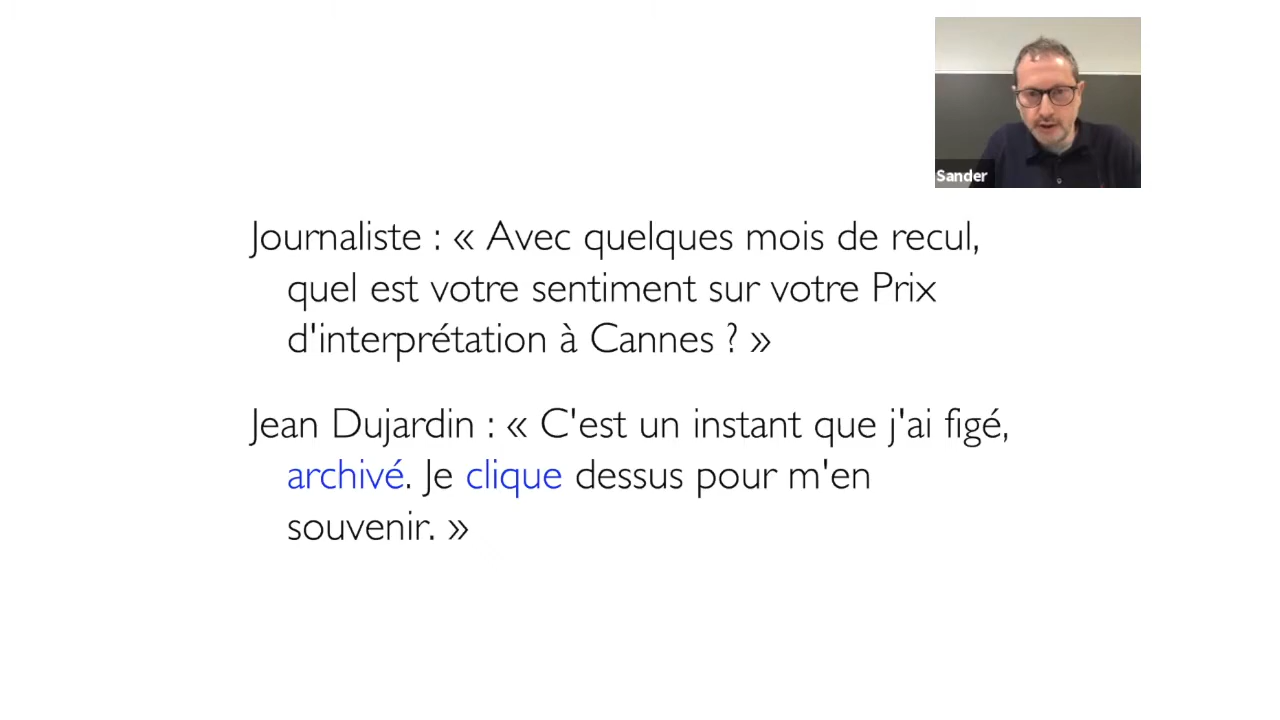 Sander
Journaliste : « Avec quelques mois de recul,
quel est votre sentiment sur votre Prix
d'interprétation à Cannes ? »
Jean Dujardin : « C'est un instant que j'ai figé,
archivé. Je clique dessus pour m'en
souvenir. »